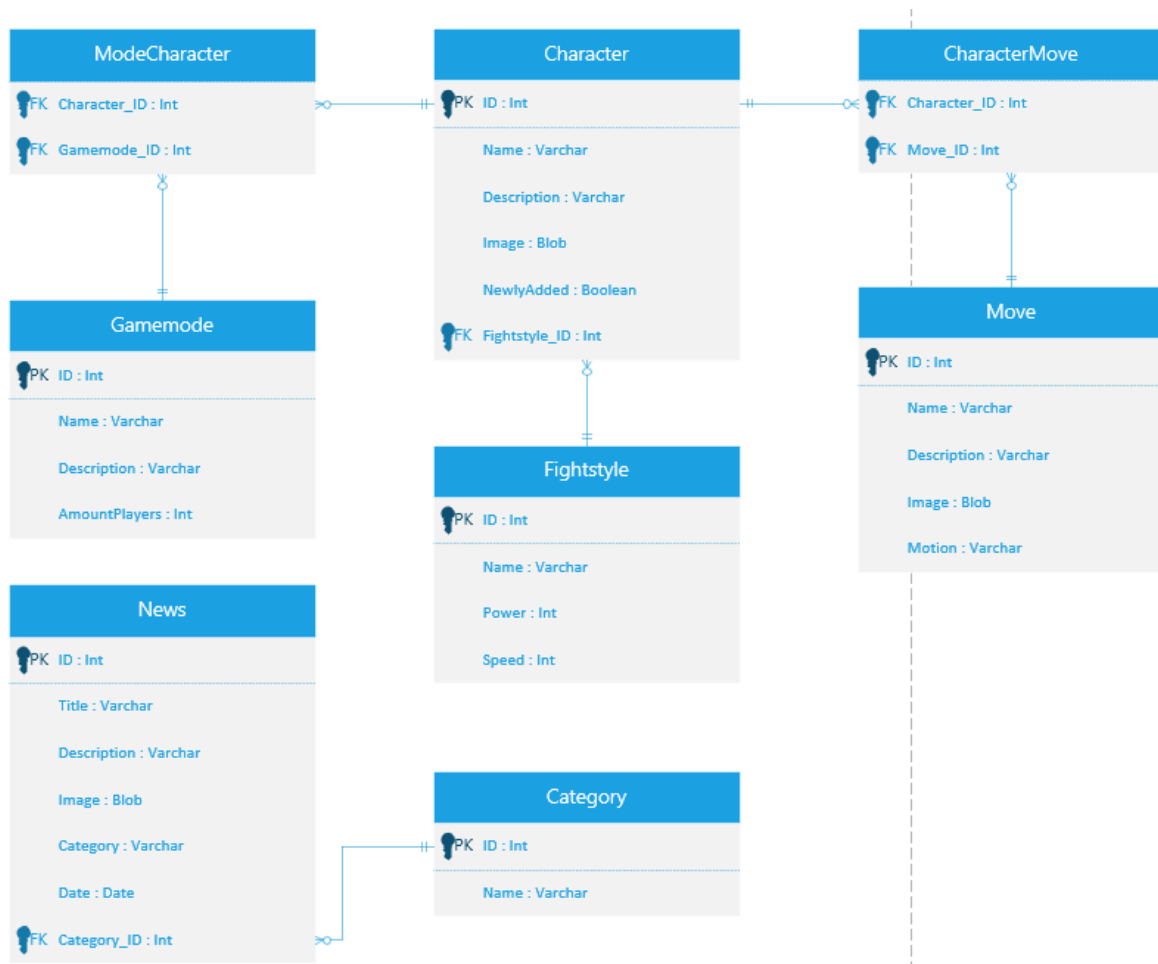 ModeCharacter
FK Character_ID : Int
FK Gamemode_ID : Int
Character
PK ID : Int
Name : Varchar
Description : Varchar
Image : Blob
NewlyAdded : Boolean
FK Fightstyle_ID : Int
CharacterMove
FK Character_ID : Int
FK Move_ID : Int
Gamemode
PK ID : Int
Name : Varchar
Description : Varchar
AmountPlayers : Int
Fightstyle
PK ID : Int
Name : Varchar
Power : Int
Speed : Int
Move
PK ID : Int
Name : Varchar
Description : Varchar
Image : Blob
Motion : Varchar
News
PK ID : Int
Title : Varchar
Description : Varchar
Image : Blob
Category : Varchar
Date : Date
FK Category_ID : Int
Category
PK ID : Int
Name : Varchar